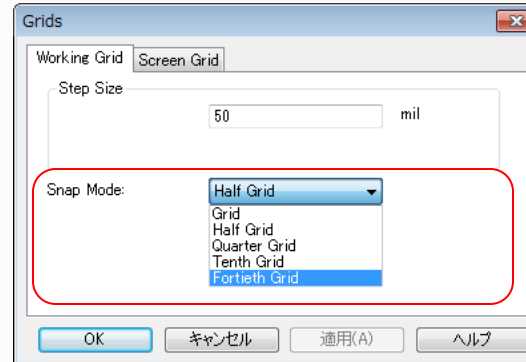 Grids
Working Grid Screen Grid
Step Size
50 mil
Snap Mode: Half Grid
Grid
Half Grid
Quarter Grid
Tenth Grid
Fortieth Grid
OK キャンセル 適用(A) ヘルプ